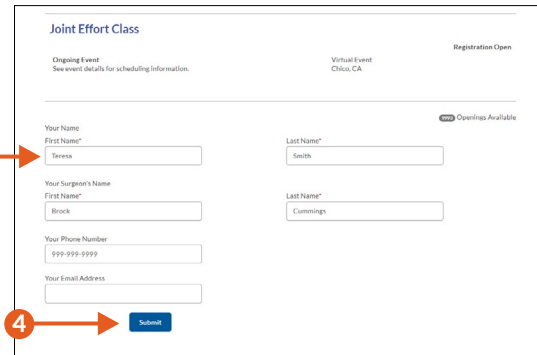 Joint Effort Class
Registration Open
Ongoing Event
See event details for scheduling information.
Virtual Event
Chico, CA
Openings Available
Your Name
First Name*
Last Name*
Teresa
Smith
Your Surgeon's Name
First Name*
Last Name*
Brock
Cummings
Your Phone Number
999-999-9999
Your Email Address
4
Submit